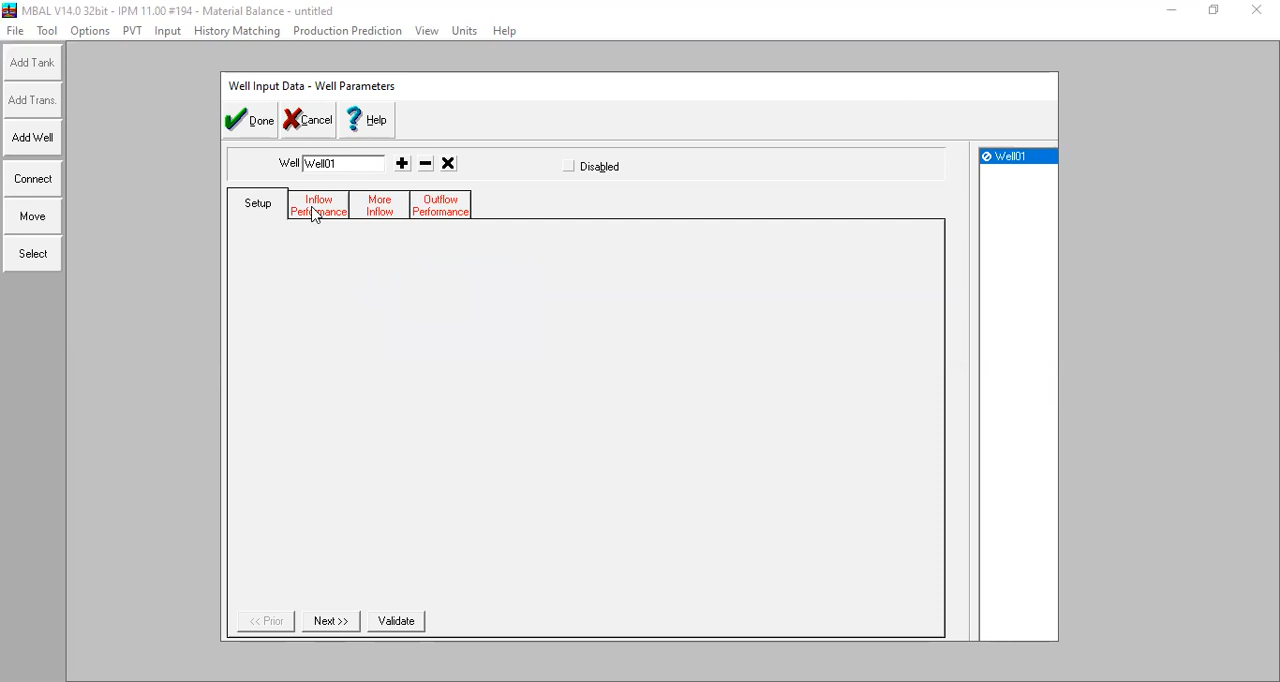 MBAL V14.0 32bit - IPM 11.00 #194 - Material Balance - untitled
File Tool Options PVT Input History Matching Production Prediction View Units Help
Add Tank
Add Trans.
Add Well
Connect
Move
Select
Well Input Data - Well Parameters
Done Cancel Help
Well Well01 Disabled
Well01
Setup
Inflow Performance
More Inflow
Outflow Performance
<< Prior Next >> Validate